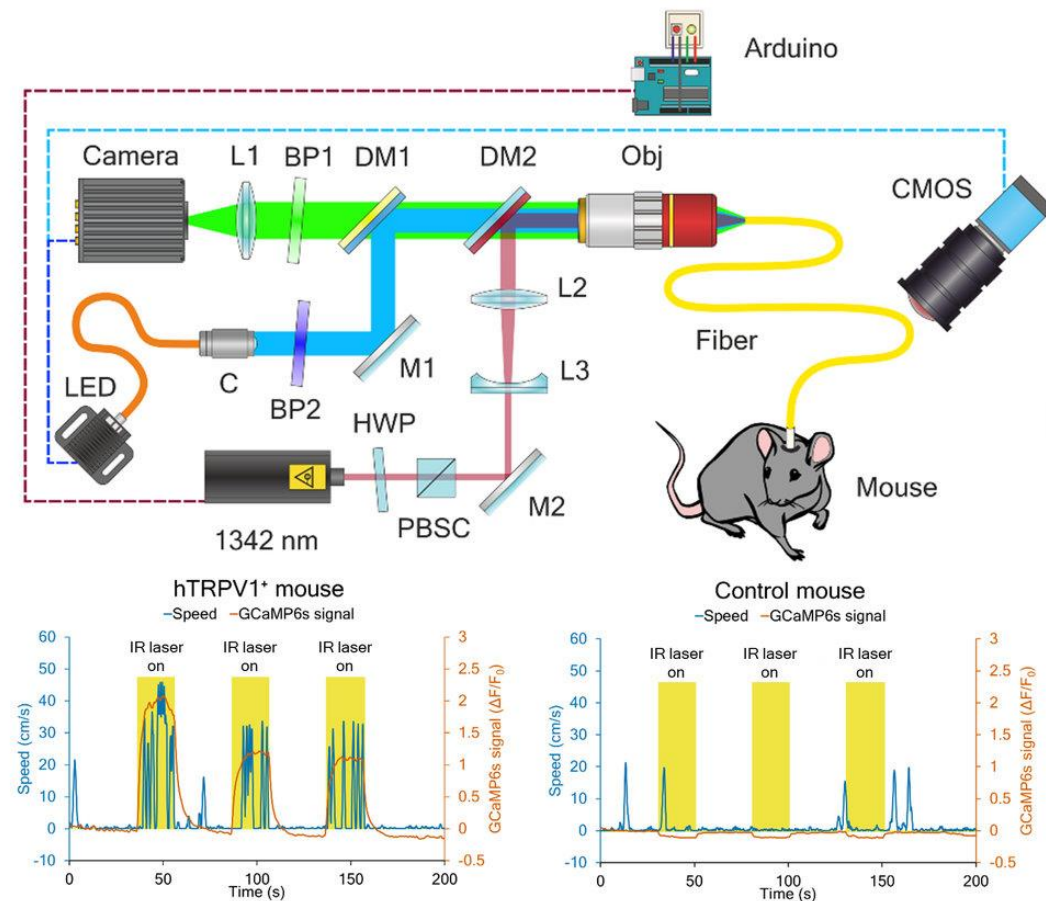 Arduino
Camera
L1
BP1
DM1
DM2
Obj
CMOS
L2
Fiber
LED
C
BP2
M1
L3
HWP
PBSC
M2
1342 nm
Mouse
hTRPV1⁺ mouse
Speed
GCaMP6s signal
IR laser on
IR laser on
IR laser on
60
50
40
30
20
10
0
-10
Speed (cm/s)
3
2.5
2
1.5
1
0.5
0
-0.5
GCaMP6s signal (ΔF/F₀)
0
50
100
150
200
Time (s)
Control mouse
Speed
GCaMP6s signal
IR laser on
IR laser on
IR laser on
60
50
40
30
20
10
0
-10
Speed (cm/s)
3
2.5
2
1.5
1
0.5
0
-0.5
GCaMP6s signal (ΔF/F₀)
0
50
100
150
200
Time (s)